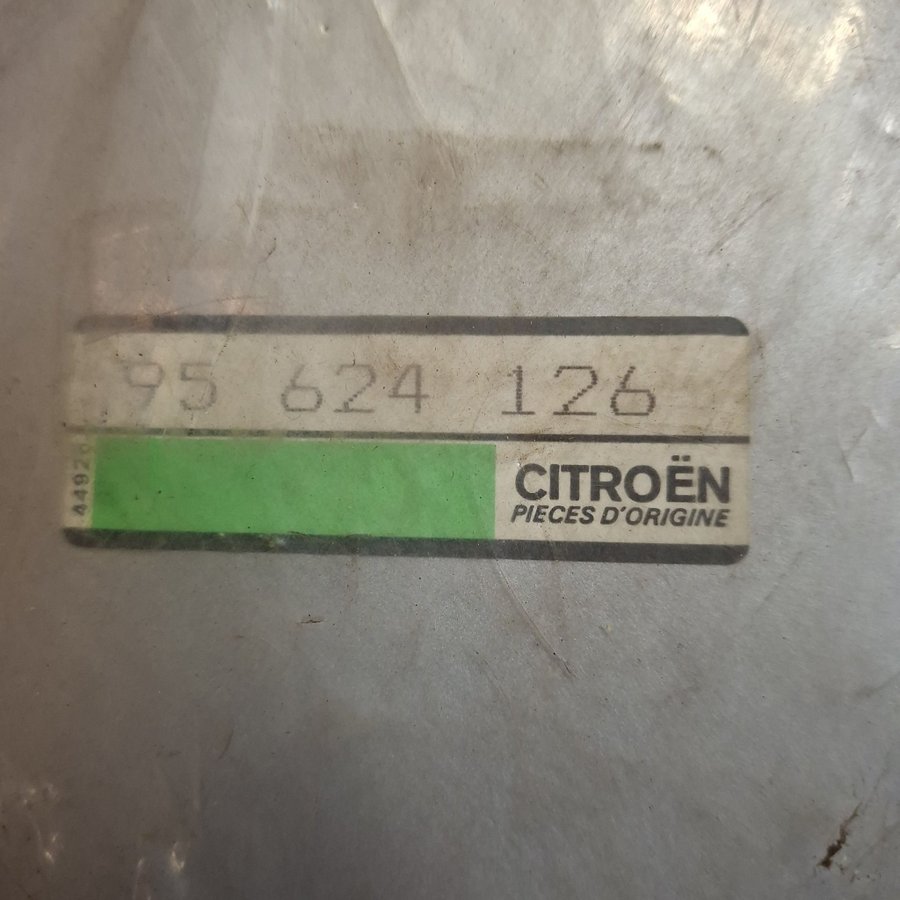 95 624 126
CITROËN
PIECES D'ORIGINE